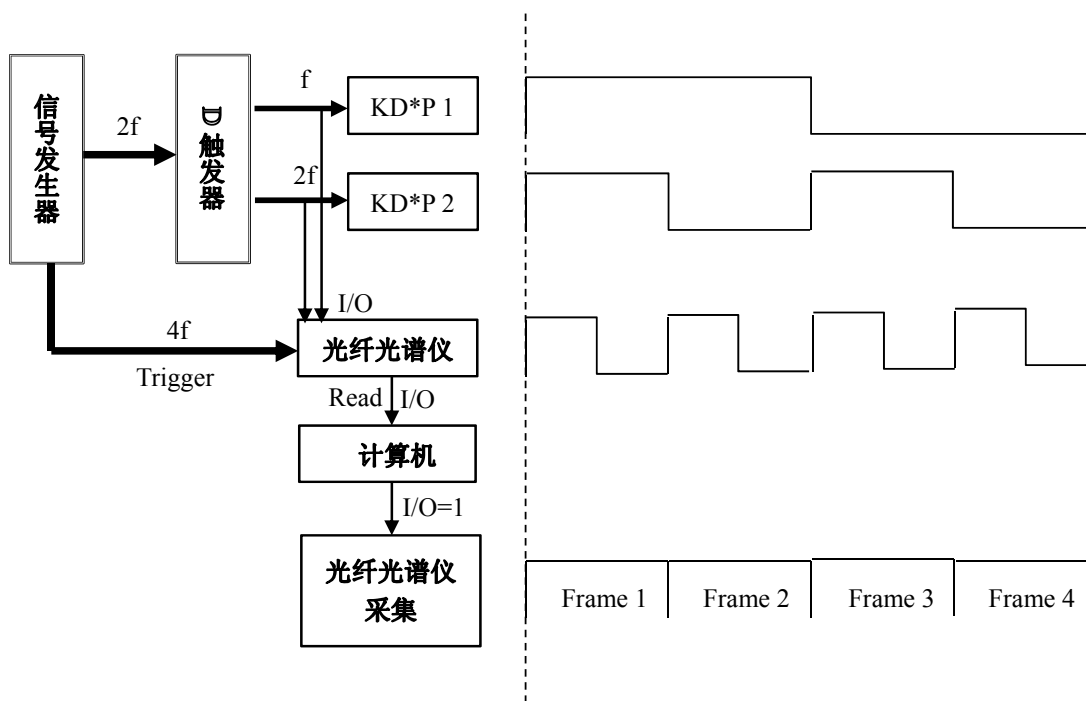 信号发生器
2f
D触发器
f
KD*P 1
2f
KD*P 2
I/O
4f
Trigger
光纤光谱仪
Read
I/O
计算机
I/O=1
光纤光谱仪
采集
Frame 1
Frame 2
Frame 3
Frame 4